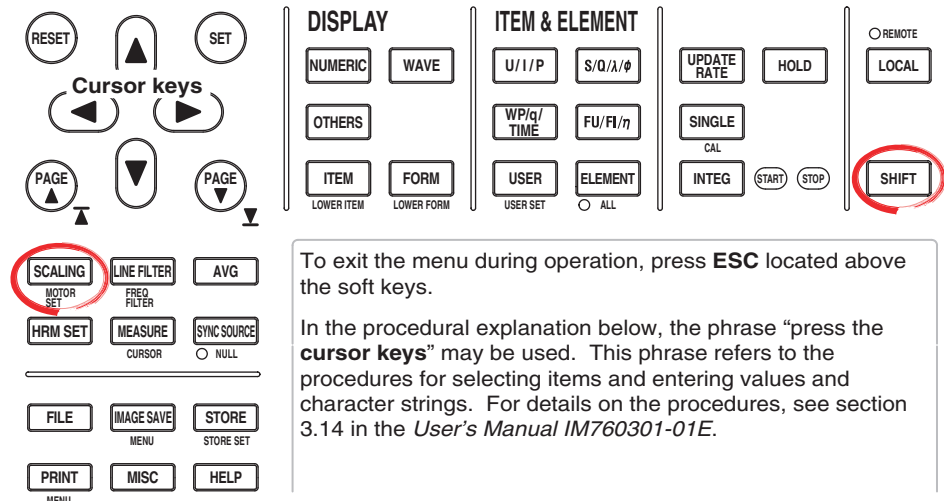 RESET
SET
Cursor keys
PAGE
PAGE
DISPLAY
NUMERIC
WAVE
OTHERS
ITEM
FORM
LOWER ITEM
LOWER FORM
ITEM & ELEMENT
U/I/P
S/Q/λ/ø
WP/q/
TIME
FU/FI/η
USER
ELEMENT
USER SET
ALL
UPDATE
RATE
HOLD
SINGLE
CAL
INTEG
START
STOP
REMOTE
LOCAL
SHIFT
SCALING
LINE FILTER
AVG
MOTOR
SET
FREQ
FILTER
HRM SET
MEASURE
SYNC SOURCE
CURSOR
NULL
FILE
IMAGE SAVE
STORE
MENU
STORE SET
PRINT
MISC
HELP
MENU
To exit the menu during operation, press ESC located above
the soft keys.
In the procedural explanation below, the phrase “press the
cursor keys” may be used. This phrase refers to the
procedures for selecting items and entering values and
character strings. For details on the procedures, see section
3.14 in the User’s Manual IM760301-01E.